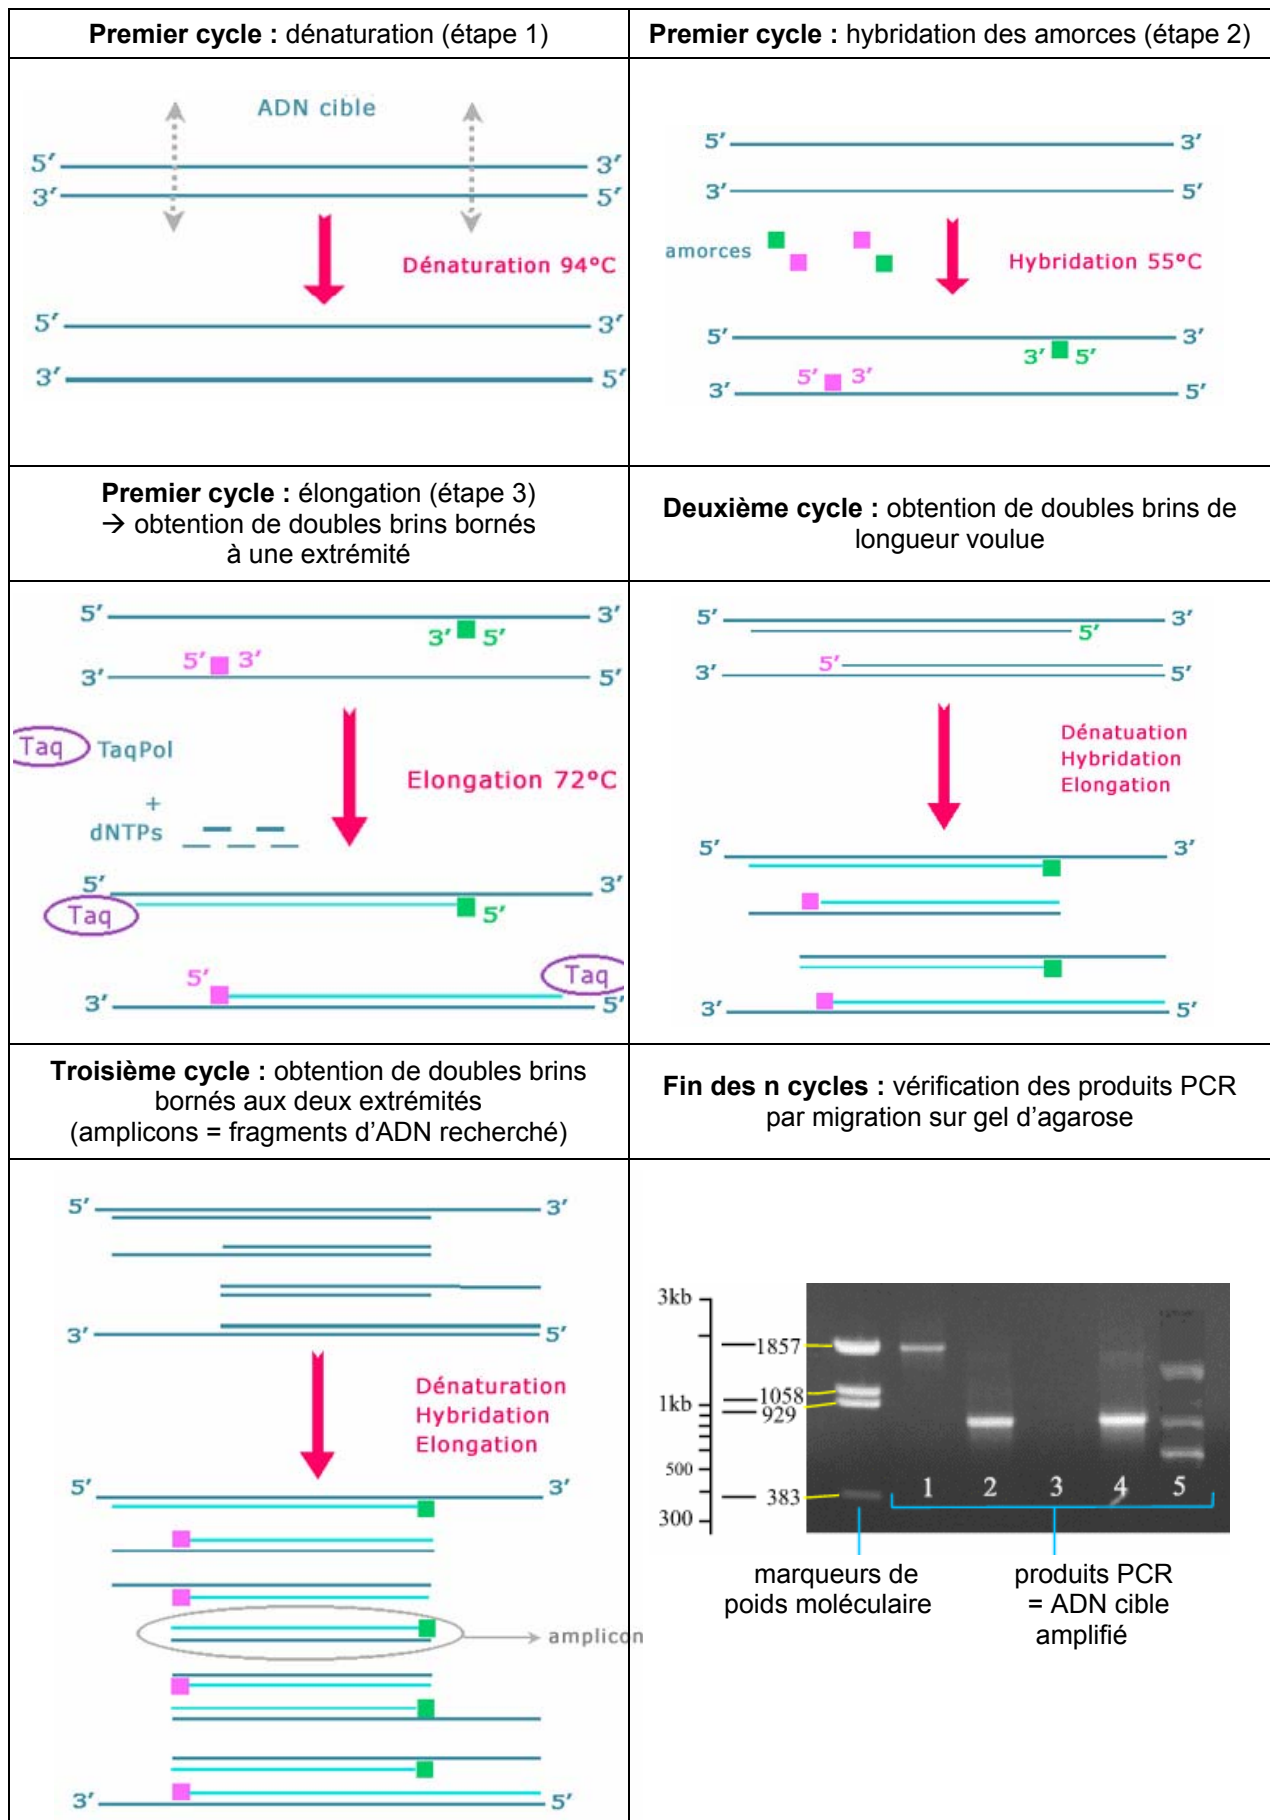 Premier cycle : dénaturation (étape 1)
ADN cible
5′ 3′
3′ 5′
Dénaturation 94°C
5′ 3′
3′ 5′
Premier cycle : hybridation des amorces (étape 2)
5′ 3′
3′ 5′
amorces
Hybridation 55°C
5′ 3′
3′ 5′
5′ 3′
3′ 5′
Premier cycle : élongation (étape 3)
→ obtention de doubles brins bornés
à une extrémité
5′ 3′
3′ 5′
5′ 3′
3′ 5′
Taq TaqPol
+
dNTPs
Elongation 72°C
5′ 3′
Taq 5′
5′ Taq
3′ 5′
Deuxième cycle : obtention de doubles brins de
longueur voulue
5′ 3′
5′
5′
3′ 5′
Dénatuation
Hybridation
Elongation
5′ 3′
3′ 5′
Troisième cycle : obtention de doubles brins
bornés aux deux extrémités
(amplicons = fragments d’ADN recherché)
5′ 3′
3′ 5′
Dénaturation
Hybridation
Elongation
5′ 3′
amplicon
3′ 5′
Fin des n cycles : vérification des produits PCR
par migration sur gel d’agarose
3kb
1857
1058
1kb
929
500
383
300
1 2 3 4 5
marqueurs de
poids moléculaire
produits PCR
= ADN cible
amplifié